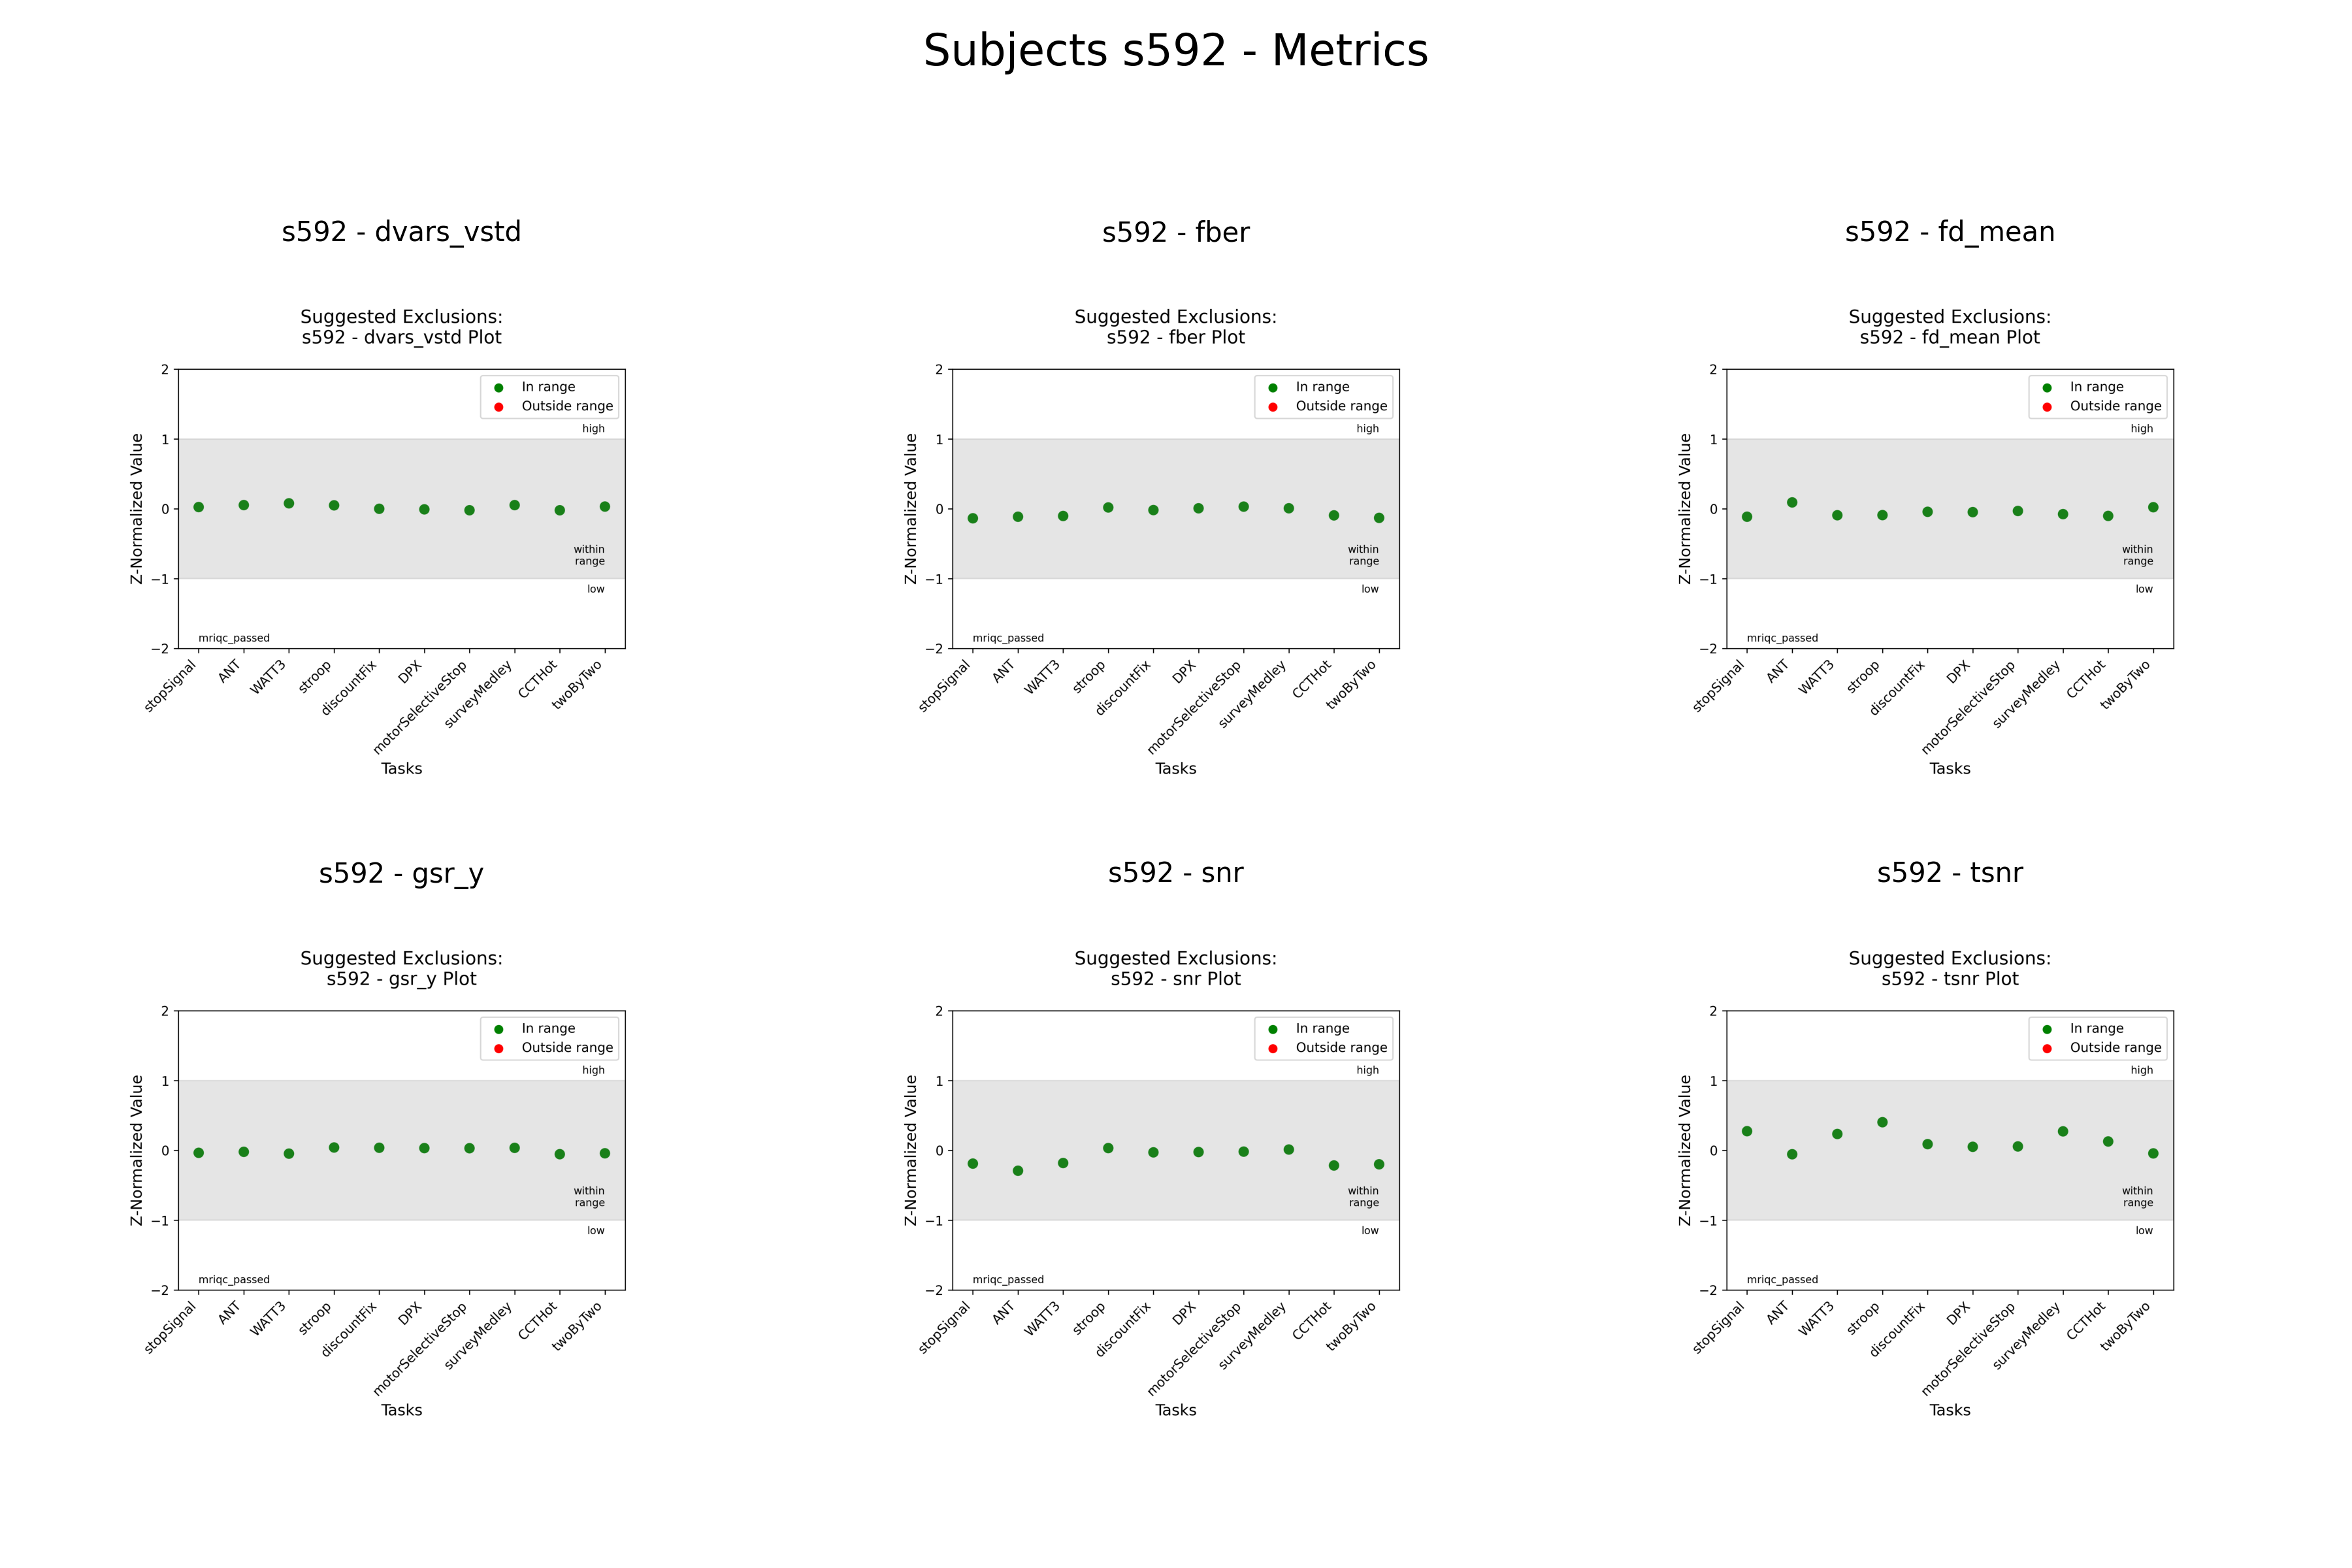 Subjects s592 - Metrics
s592 - dvars_vstd
Suggested Exclusions:
s592 - dvars_vstd Plot
2
1
0
−1
−2
Z-Normalized Value
In range
Outside range
high
within
range
low
mriqc_passed
stopSignal
ANT
WATT3
stroop
discountFix
DPX
motorSelectiveStop
surveyMedley
CCTHot
twoByTwo
Tasks
s592 - fber
Suggested Exclusions:
s592 - fber Plot
2
1
0
−1
−2
Z-Normalized Value
In range
Outside range
high
within
range
low
mriqc_passed
stopSignal
ANT
WATT3
stroop
discountFix
DPX
motorSelectiveStop
surveyMedley
CCTHot
twoByTwo
Tasks
s592 - fd_mean
Suggested Exclusions:
s592 - fd_mean Plot
2
1
0
−1
−2
Z-Normalized Value
In range
Outside range
high
within
range
low
mriqc_passed
stopSignal
ANT
WATT3
stroop
discountFix
DPX
motorSelectiveStop
surveyMedley
CCTHot
twoByTwo
Tasks
s592 - gsr_y
Suggested Exclusions:
s592 - gsr_y Plot
2
1
0
−1
−2
Z-Normalized Value
In range
Outside range
high
within
range
low
mriqc_passed
stopSignal
ANT
WATT3
stroop
discountFix
DPX
motorSelectiveStop
surveyMedley
CCTHot
twoByTwo
Tasks
s592 - snr
Suggested Exclusions:
s592 - snr Plot
2
1
0
−1
−2
Z-Normalized Value
In range
Outside range
high
within
range
low
mriqc_passed
stopSignal
ANT
WATT3
stroop
discountFix
DPX
motorSelectiveStop
surveyMedley
CCTHot
twoByTwo
Tasks
s592 - tsnr
Suggested Exclusions:
s592 - tsnr Plot
2
1
0
−1
−2
Z-Normalized Value
In range
Outside range
high
within
range
low
mriqc_passed
stopSignal
ANT
WATT3
stroop
discountFix
DPX
motorSelectiveStop
surveyMedley
CCTHot
twoByTwo
Tasks